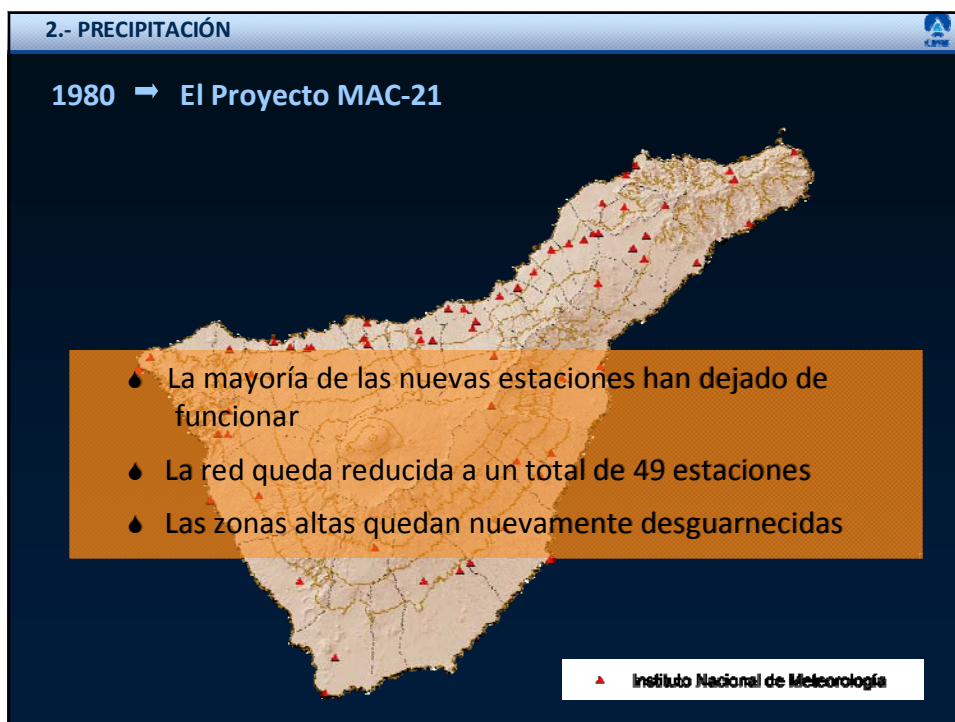 2.- PRECIPITACIÓN
1980 ➡ El Proyecto MAC-21
La mayoría de las nuevas estaciones han dejado de
funcionar
La red queda reducida a un total de 49 estaciones
Las zonas altas quedan nuevamente desguarnecidas
Instituto Nacional de Meteorología